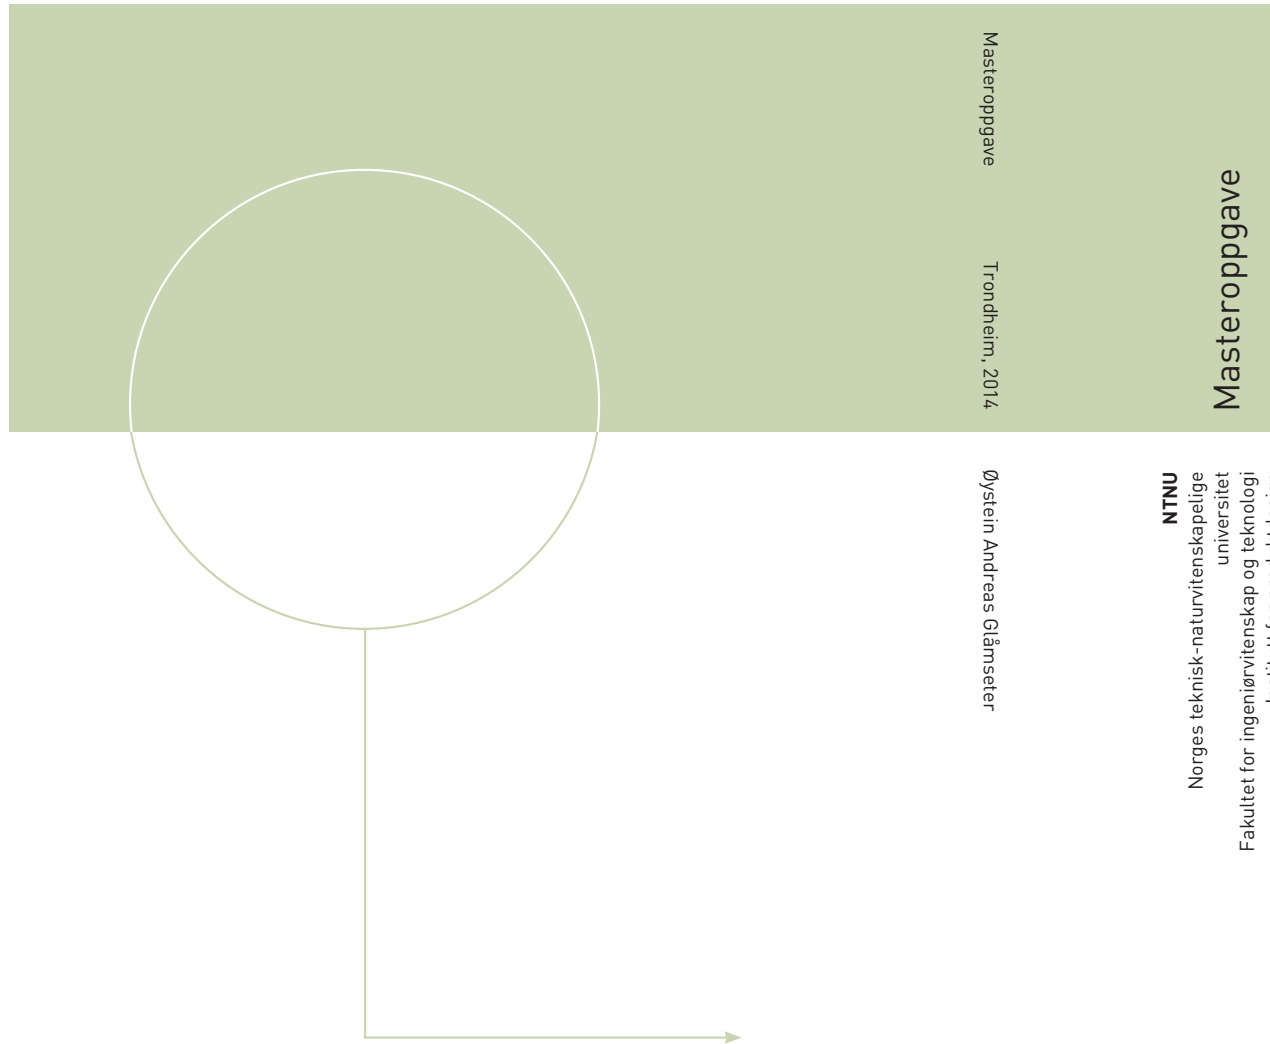 Masteroppgave
Trondheim, 2014
Øystein Andreas Glåmseter
Masteroppgave
NTNU
Norges teknisk-naturvitenskapelige
universitet
Fakultet for ingeniørvitenskap og teknologi